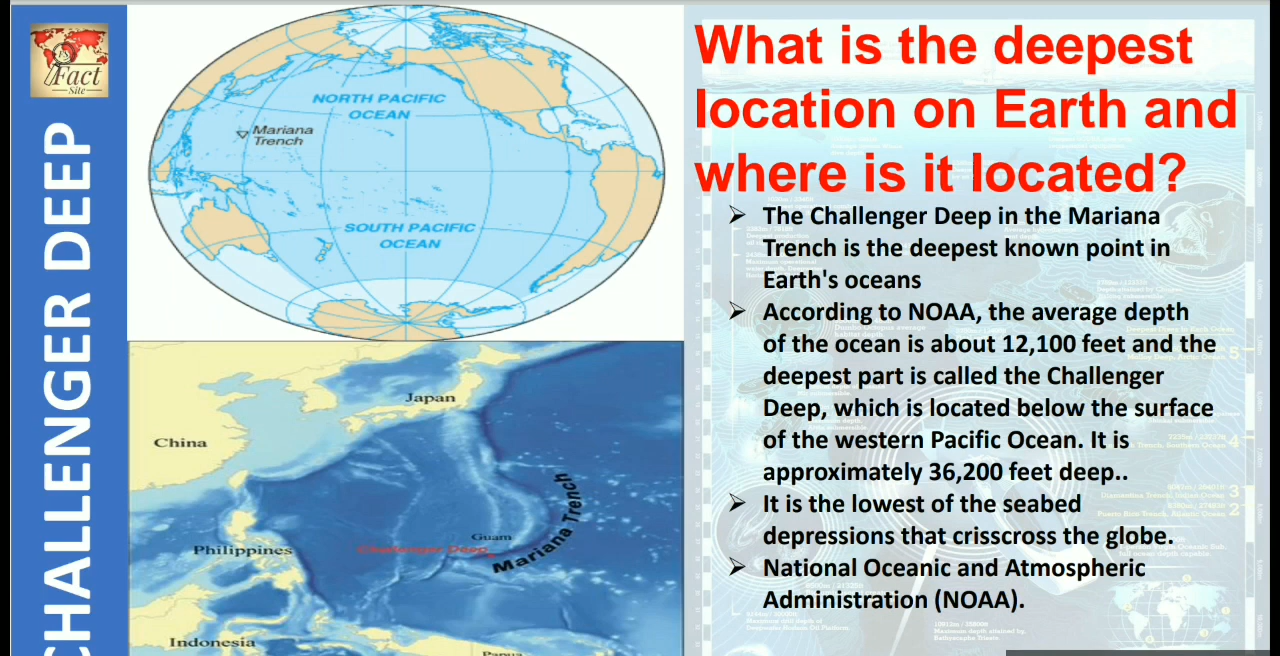 Fact
Site
CHALLENGER DEEP
NORTH PACIFIC
OCEAN
Mariana
Trench
SOUTH PACIFIC
OCEAN
Japan
China
Mariana Trench
Guam
Challenger Deep
Philippines
Indonesia
Papua
What is the deepest
location on Earth and
where is it located?
➢ The Challenger Deep in the Mariana
Trench is the deepest known point in
Earth's oceans
➢ According to NOAA, the average depth
of the ocean is about 12,100 feet and the
deepest part is called the Challenger
Deep, which is located below the surface
of the western Pacific Ocean. It is
approximately 36,200 feet deep..
➢ It is the lowest of the seabed
depressions that crisscross the globe.
➢ National Oceanic and Atmospheric
Administration (NOAA).